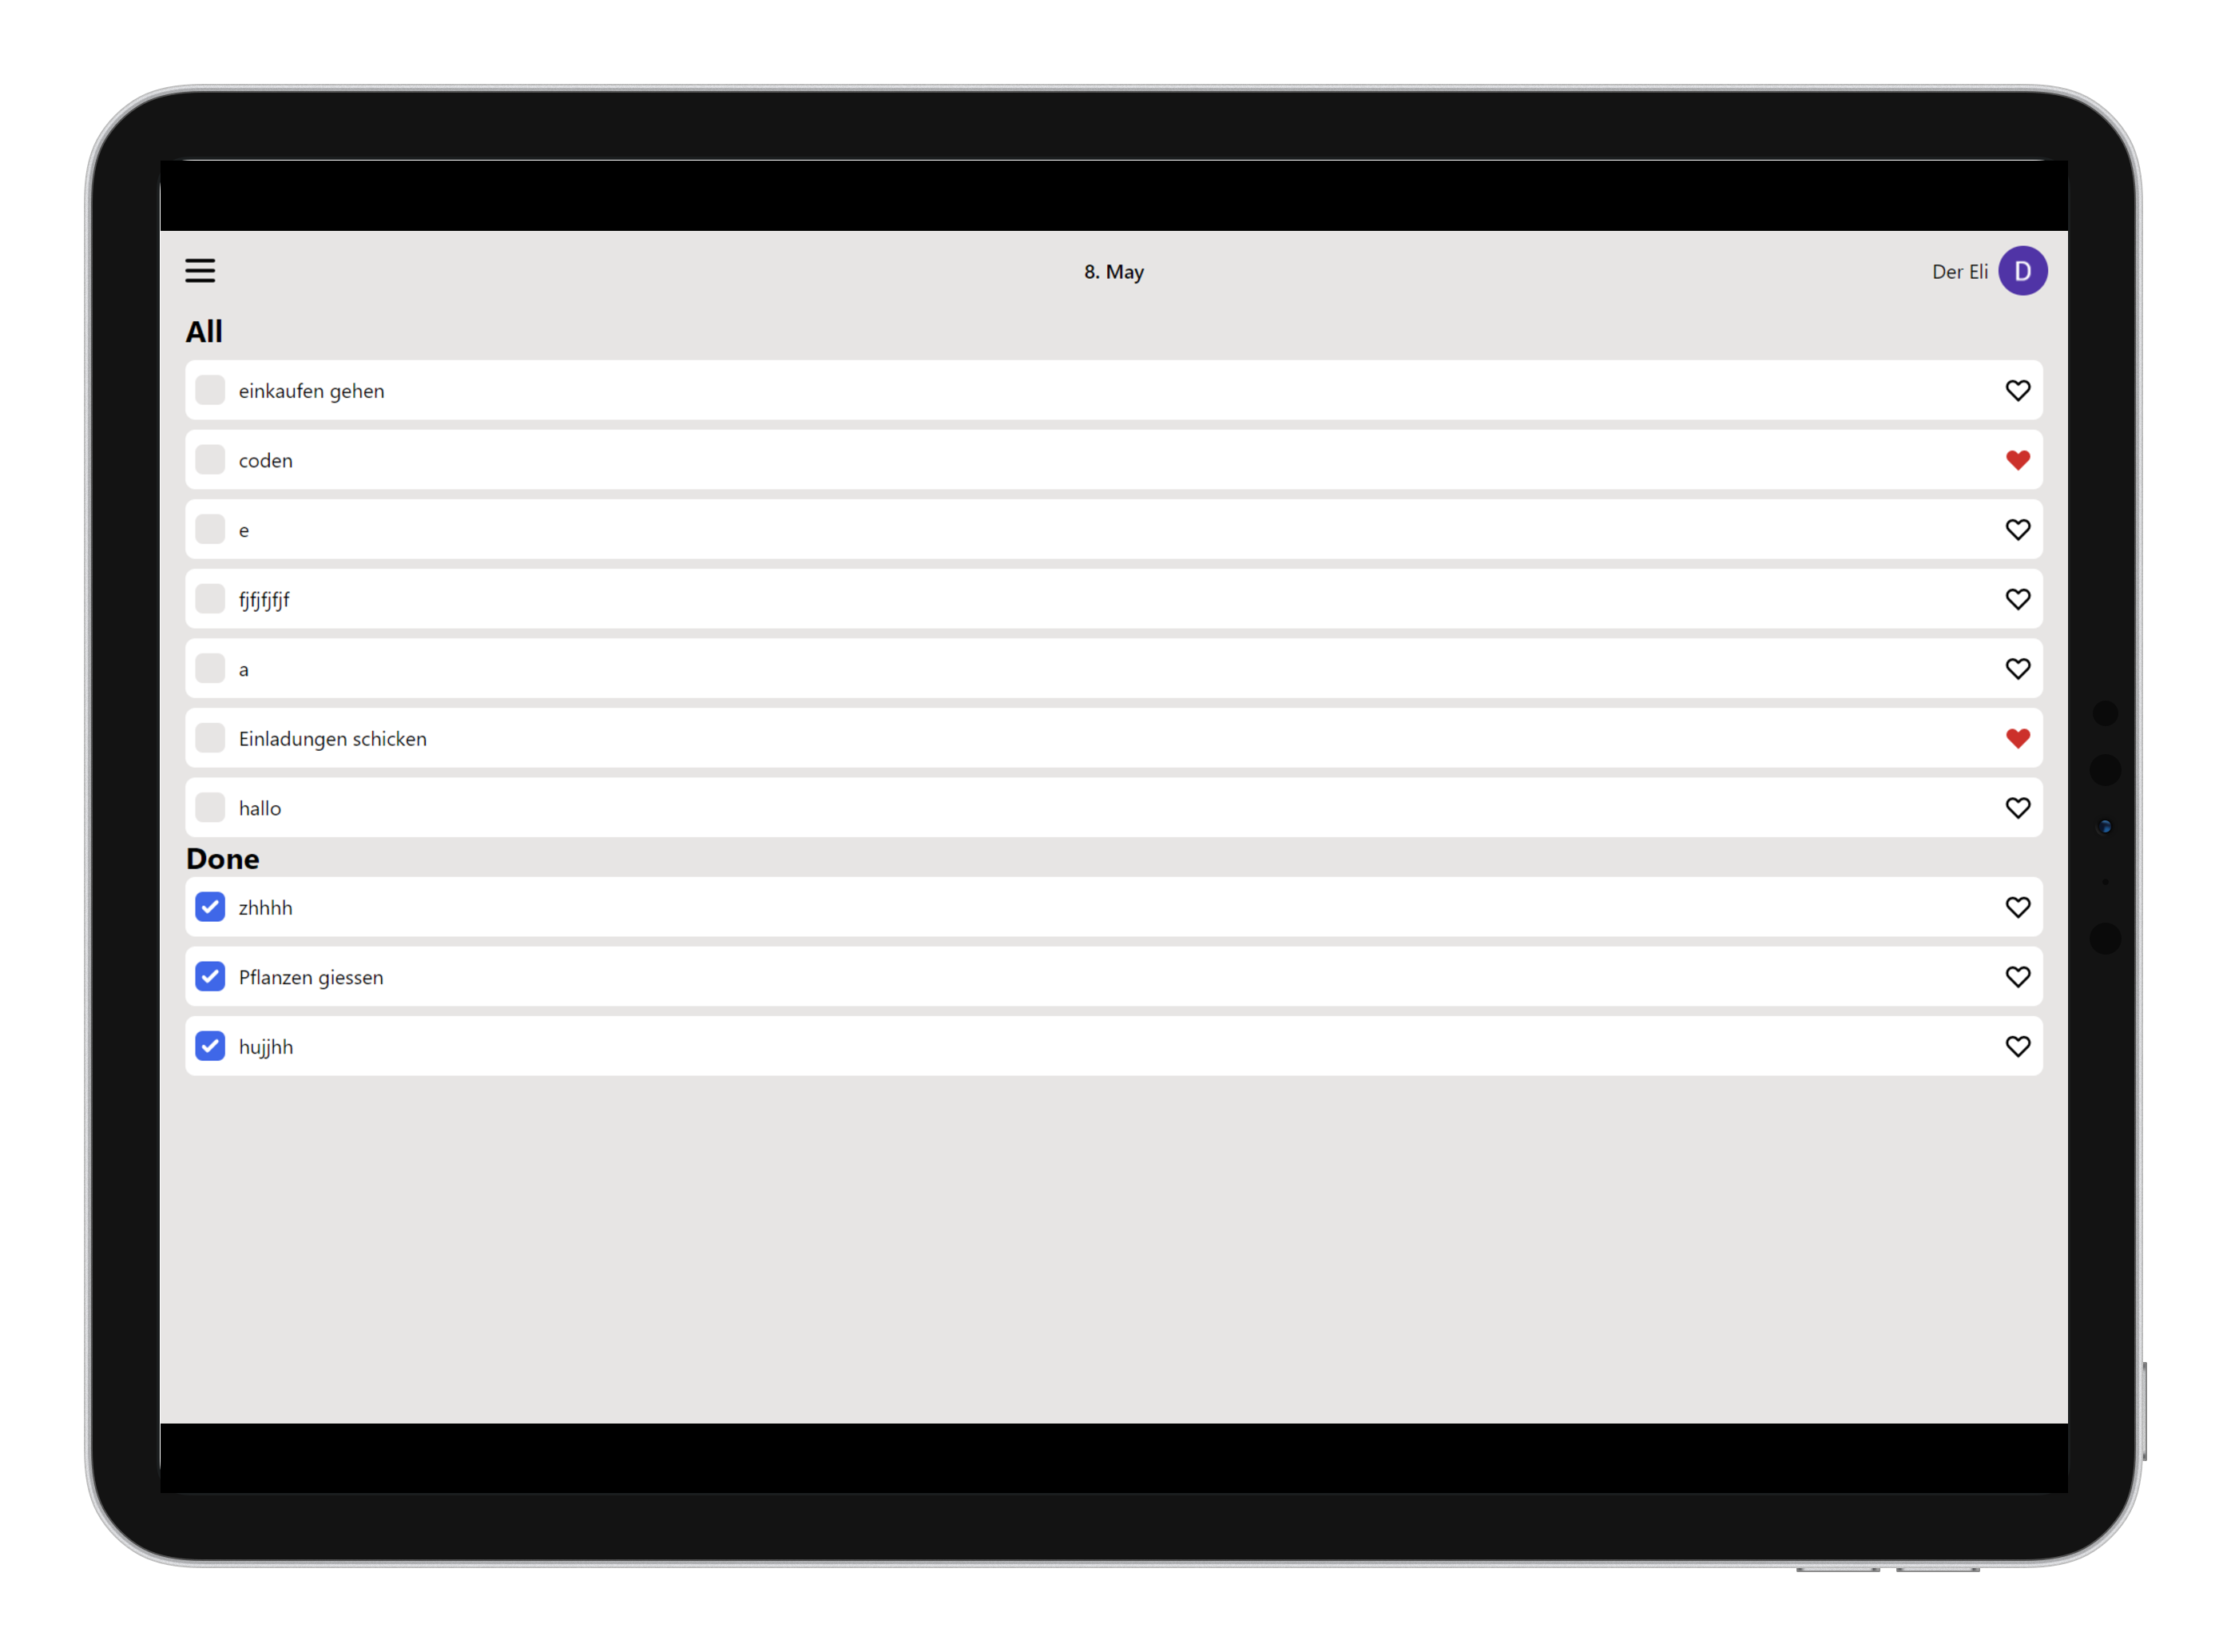 8. May
Der Eli
D
All
einkaufen gehen
coden
e
fjfjfjfjf
a
Einladungen schicken
hallo
Done
zhhhh
Pflanzen giessen
hujjhh